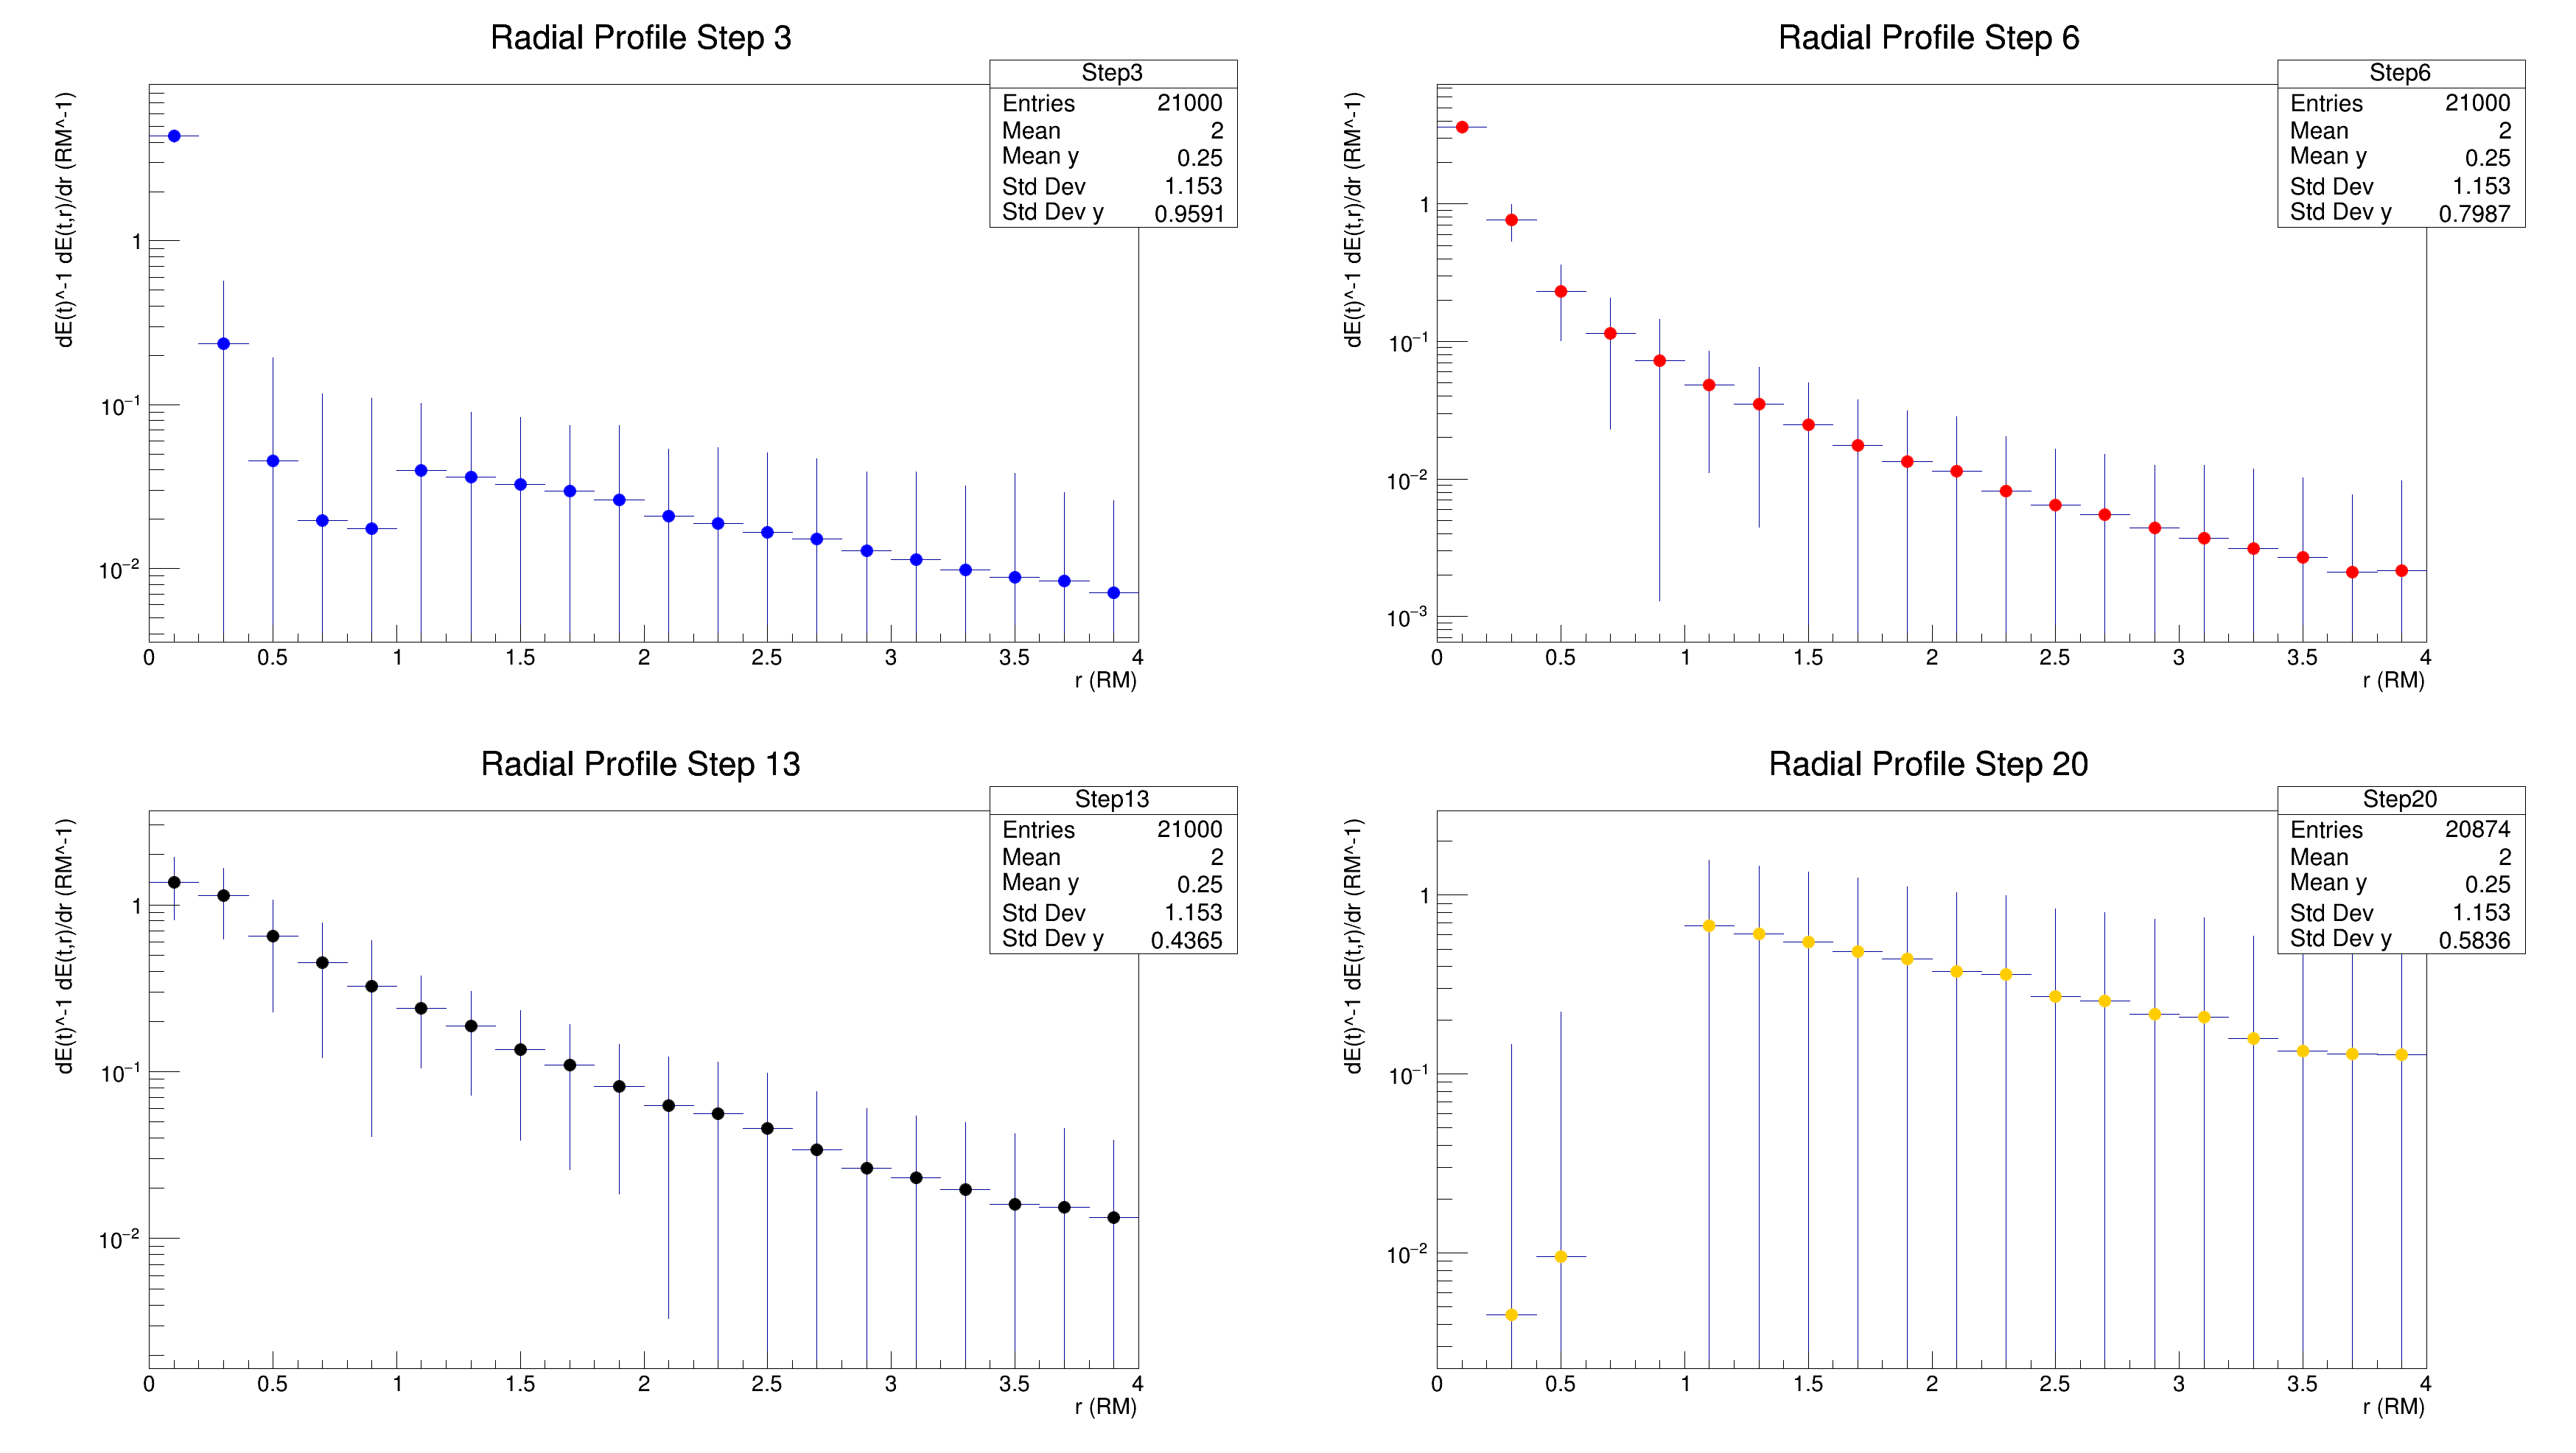 Radial Profile Step 3
Step3
Entries 21000
Mean 2
Mean y 0.25
Std Dev 1.153
Std Dev y 0.9591
dE(t)^-1 dE(t,r)/dr (RM^-1)
1
10⁻¹
10⁻²
0 0.5 1 1.5 2 2.5 3 3.5 4
r (RM)
Radial Profile Step 6
Step6
Entries 21000
Mean 2
Mean y 0.25
Std Dev 1.153
Std Dev y 0.7987
dE(t)^-1 dE(t,r)/dr (RM^-1)
1
10⁻¹
10⁻²
10⁻³
0 0.5 1 1.5 2 2.5 3 3.5 4
r (RM)
Radial Profile Step 13
Step13
Entries 21000
Mean 2
Mean y 0.25
Std Dev 1.153
Std Dev y 0.4365
dE(t)^-1 dE(t,r)/dr (RM^-1)
1
10⁻¹
10⁻²
0 0.5 1 1.5 2 2.5 3 3.5 4
r (RM)
Radial Profile Step 20
Step20
Entries 20874
Mean 2
Mean y 0.25
Std Dev 1.153
Std Dev y 0.5836
dE(t)^-1 dE(t,r)/dr (RM^-1)
1
10⁻¹
10⁻²
0 0.5 1 1.5 2 2.5 3 3.5 4
r (RM)